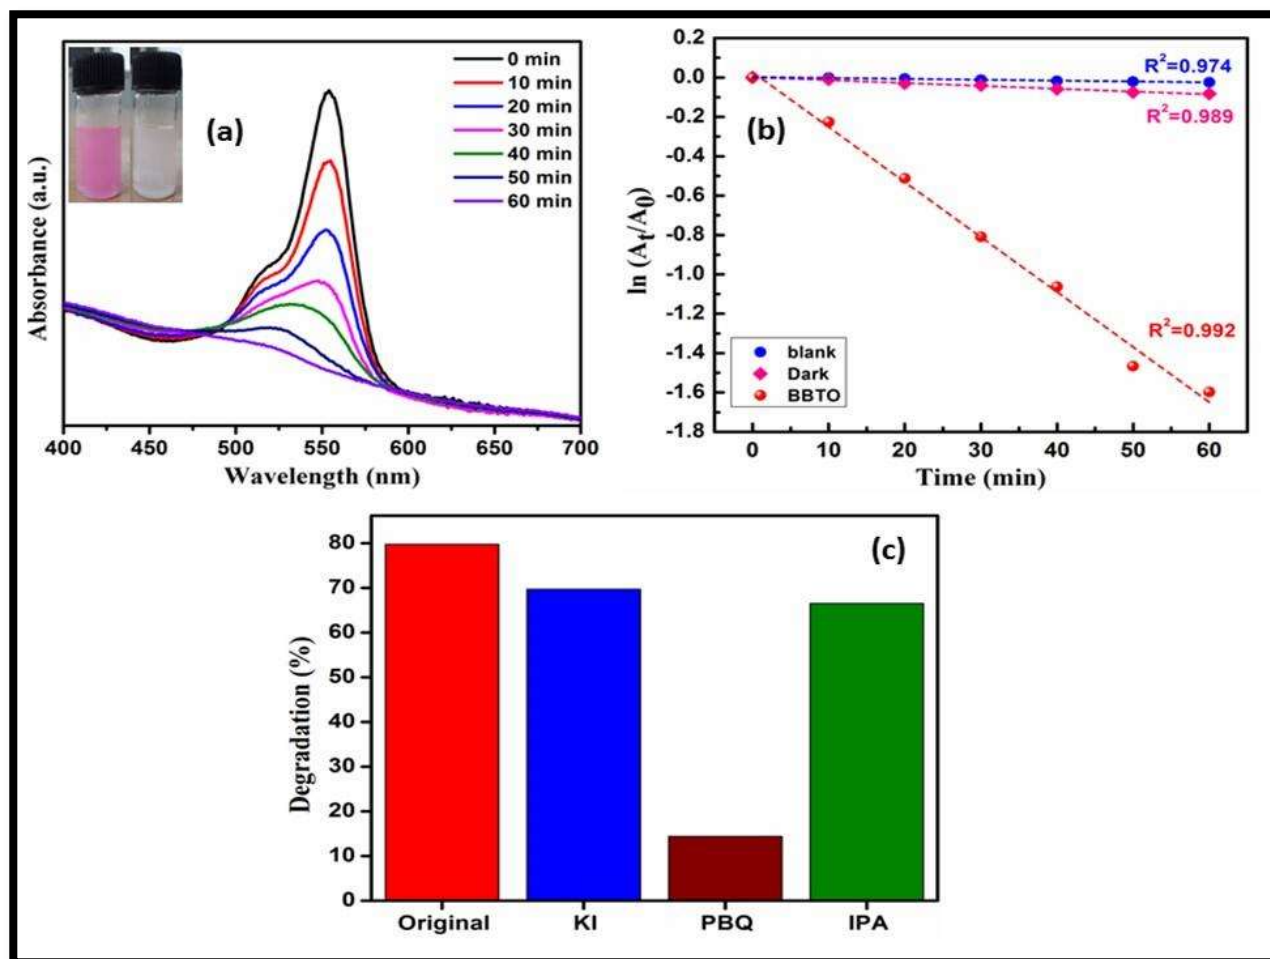 (a)
0 min
10 min
20 min
30 min
40 min
50 min
60 min
Absorbance (a.u.)
400 450 500 550 600 650 700
Wavelength (nm)
(b)
0.2
0.0
-0.2
-0.4
-0.6
-0.8
-1.0
-1.2
-1.4
-1.6
-1.8
ln (At/A0)
R²=0.974
R²=0.989
R²=0.992
blank
Dark
BBTO
0 10 20 30 40 50 60
Time (min)
(c)
80
70
60
50
40
30
20
10
0
Degradation (%)
Original KI PBQ IPA